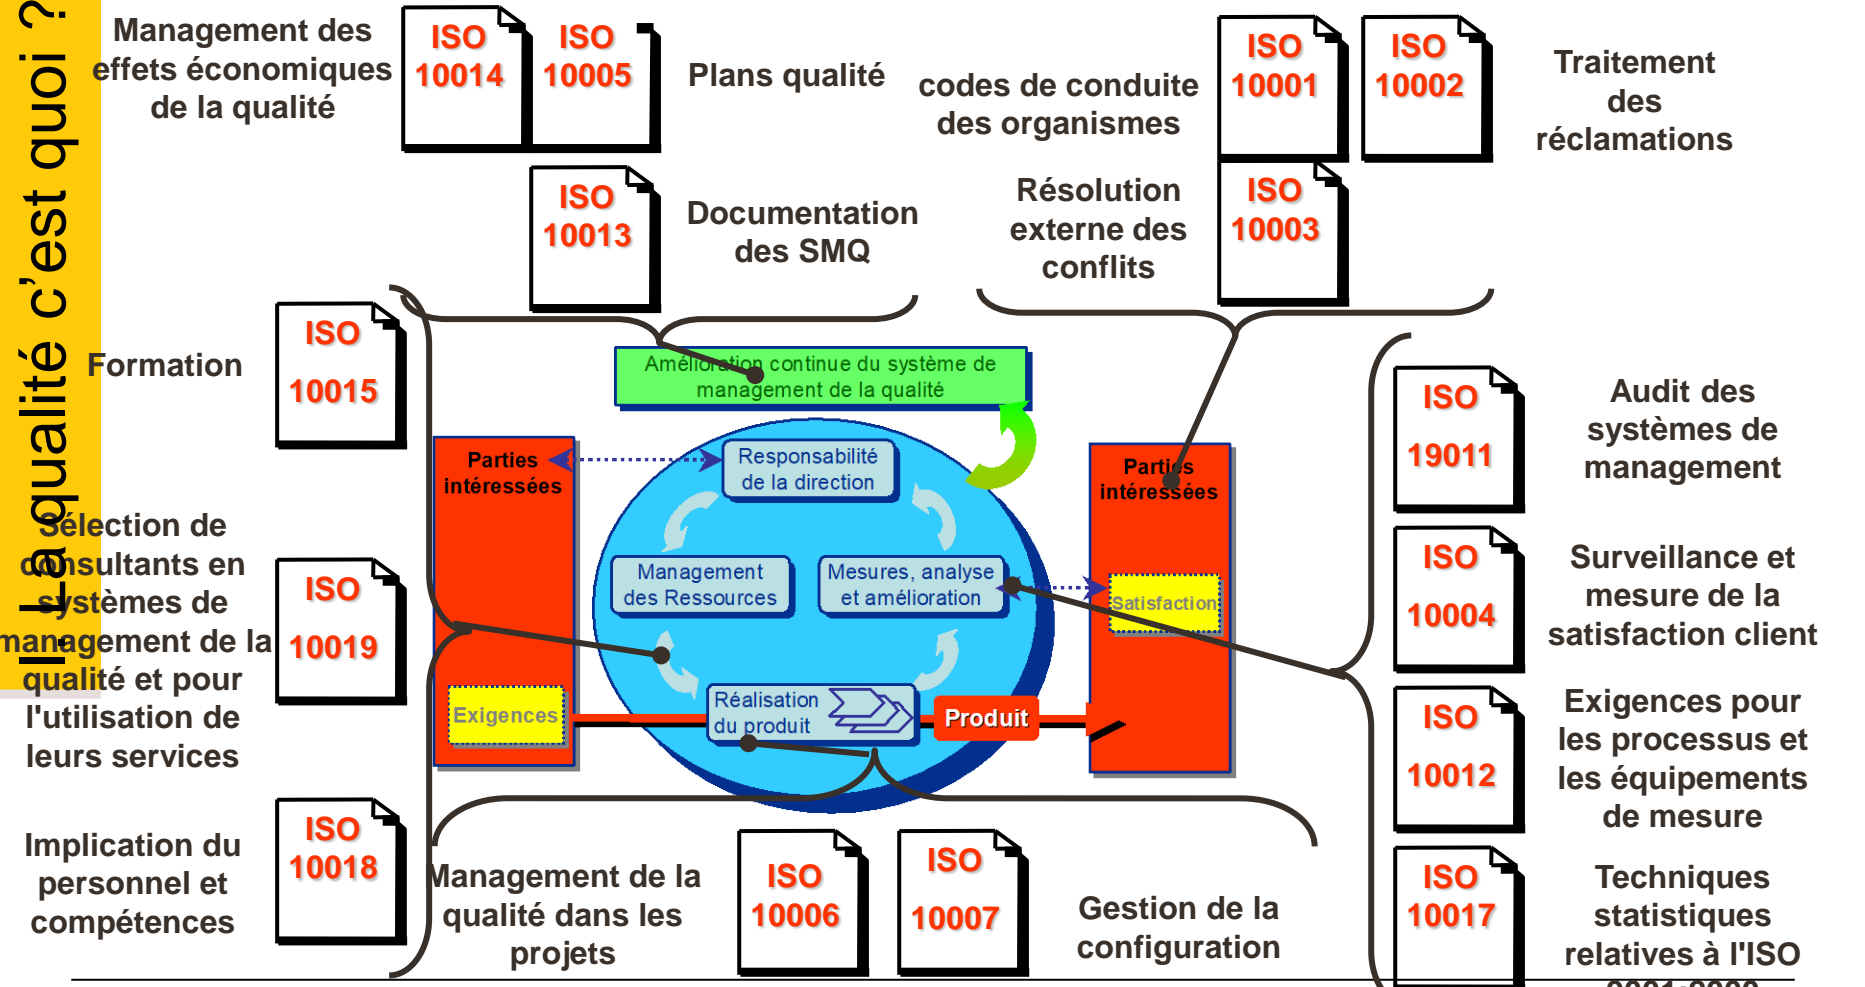 II. La qualité c’est quoi ?
Management des
effets économiques
de la qualité
ISO
10014
ISO
10005
Plans qualité
codes de conduite
des organismes
ISO
10001
ISO
10002
Traitement
des
réclamations
ISO
10013
Documentation
des SMQ
Résolution
externe des
conflits
ISO
10003
Formation
ISO
10015
Amélioration continue du système de
management de la qualité
ISO
19011
Audit des
systèmes de
management
Parties
intéressées
Responsabilité
de la direction
Parties
intéressées
Sélection de
consultants en
systèmes de
management de la
qualité et pour
l'utilisation de
leurs services
ISO
10019
Management
des Ressources
Mesures, analyse
et amélioration
Satisfaction
ISO
10004
Surveillance et
mesure de la
satisfaction client
Exigences
Réalisation
du produit
Produit
ISO
10012
Exigences pour
les processus et
les équipements
de mesure
Implication du
personnel et
compétences
ISO
10018
Management de la
qualité dans les
projets
ISO
10006
ISO
10007
Gestion de la
configuration
ISO
10017
Techniques
statistiques
relatives à l'ISO